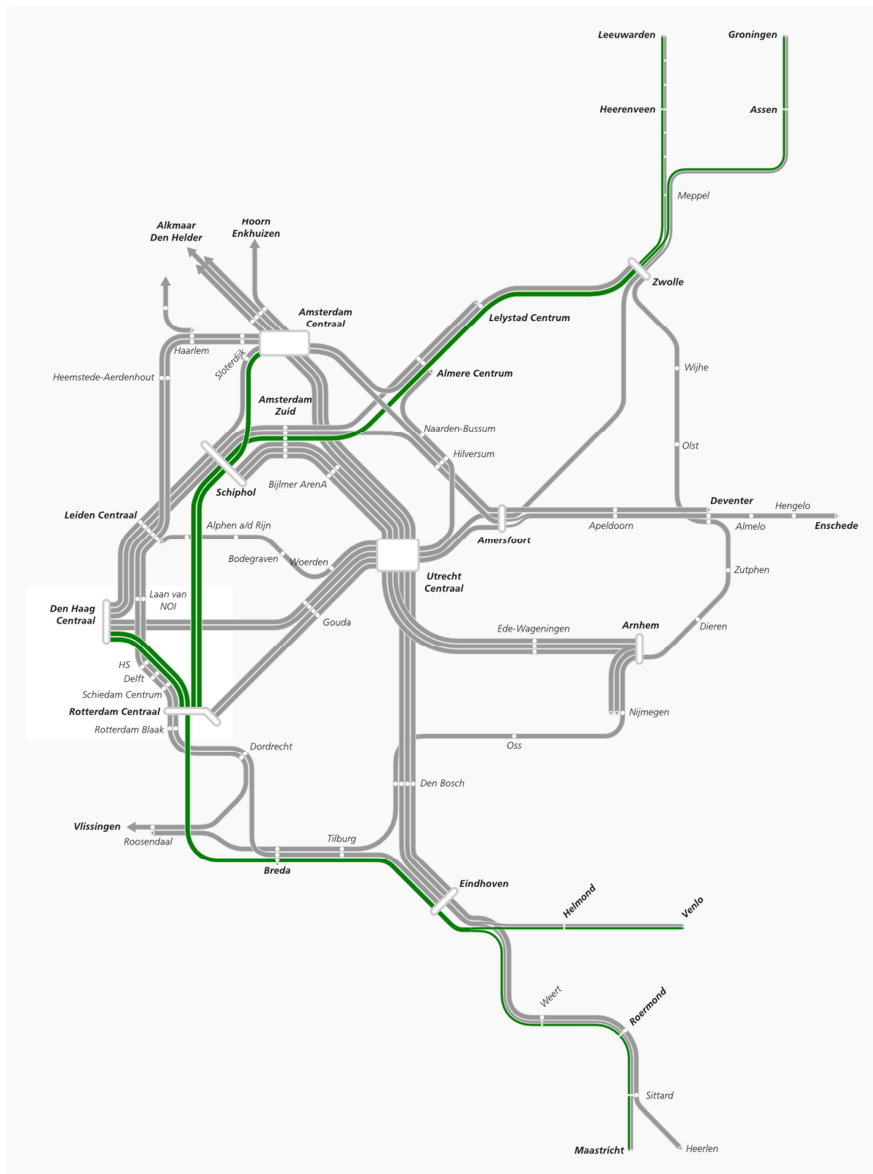 Leeuwarden
Groningen
Heerenveen
Assen
Meppel
Alkmaar
Den Helder
Hoorn
Enkhuizen
Zwolle
Amsterdam
Centraal
Lelystad Centrum
Haarlem
Sloterdijk
Wijhe
Heemstede-Aerdenhout
Almere Centrum
Amsterdam
Zuid
Naarden-Bussum
Hilversum
Olst
Bijlmer ArenA
Schiphol
Deventer
Hengelo
Leiden Centraal
Alphen a/d Rijn
Apeldoorn
Almelo
Enschede
Amersfoort
Bodegraven
Woerden
Utrecht
Centraal
Zutphen
Laan van
NOI
Den Haag
Centraal
Gouda
Ede-Wageningen
Arnhem
Dieren
HS
Delft
Schiedam Centrum
Rotterdam Centraal
Nijmegen
Rotterdam Blaak
Dordrecht
Oss
Den Bosch
Vlissingen
Roosendaal
Tilburg
Breda
Eindhoven
Helmond
Venlo
Weert
Roermond
Sittard
Maastricht
Heerlen